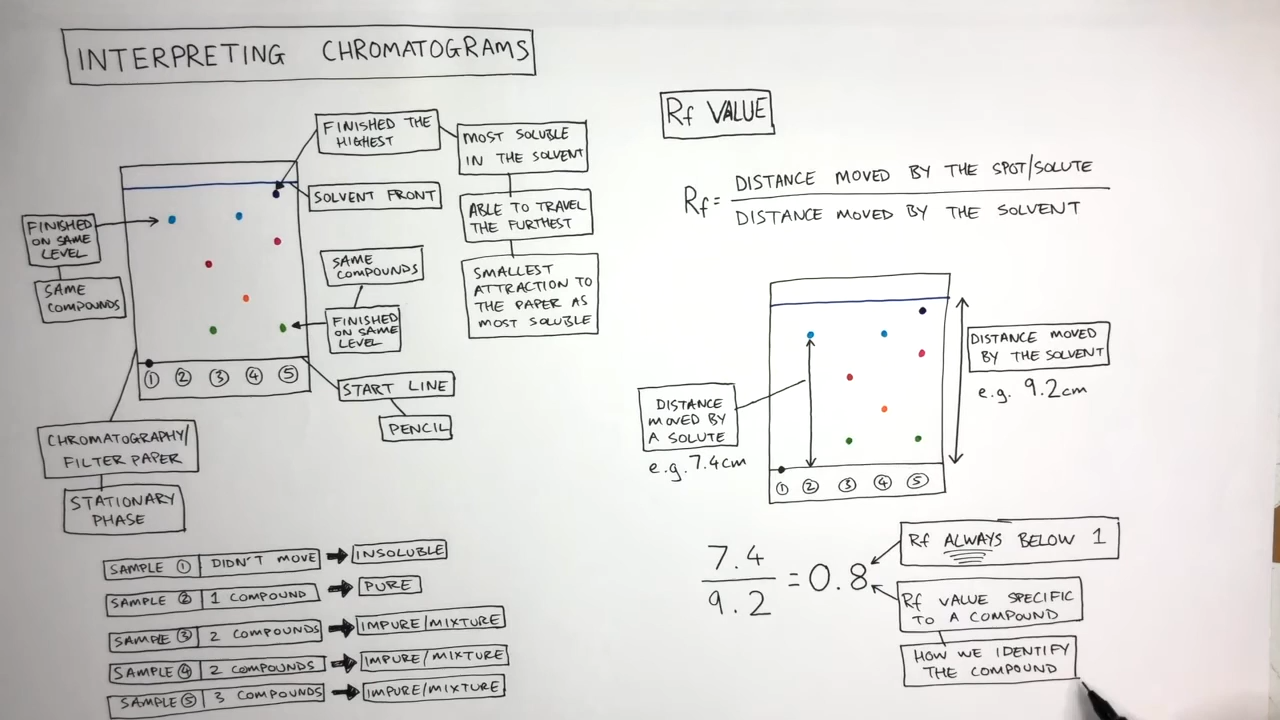 INTERPRETING CHROMATOGRAMS
FINISHED THE
HIGHEST
MOST SOLUBLE
IN THE SOLVENT
SOLVENT FRONT
ABLE TO TRAVEL
THE FURTHEST
SMALLEST
ATTRACTION TO
THE PAPER AS
MOST SOLUBLE
FINISHED
ON SAME
LEVEL
SAME
COMPOUNDS
SAME
COMPOUNDS
FINISHED
ON SAME
LEVEL
① ② ③ ④ ⑤
START LINE
PENCIL
CHROMATOGRAPHY/
FILTER PAPER
STATIONARY
PHASE
SAMPLE ① DIDN'T MOVE INSOLUBLE
SAMPLE ② 1 COMPOUND PURE
SAMPLE ③ 2 COMPOUNDS IMPURE/MIXTURE
SAMPLE ④ 2 COMPOUNDS IMPURE/MIXTURE
SAMPLE ⑤ 3 COMPOUNDS IMPURE/MIXTURE
Rf VALUE
Rf = DISTANCE MOVED BY THE SPOT/SOLUTE
DISTANCE MOVED BY THE SOLVENT
DISTANCE MOVED
BY THE SOLVENT
e.g. 9.2cm
DISTANCE
MOVED BY
A SOLUTE
e.g. 7.4cm
① ② ③ ④ ⑤
7.4
9.2
= 0.8
Rf ALWAYS BELOW 1
Rf VALUE SPECIFIC
TO A COMPOUND
HOW WE IDENTIFY
THE COMPOUND